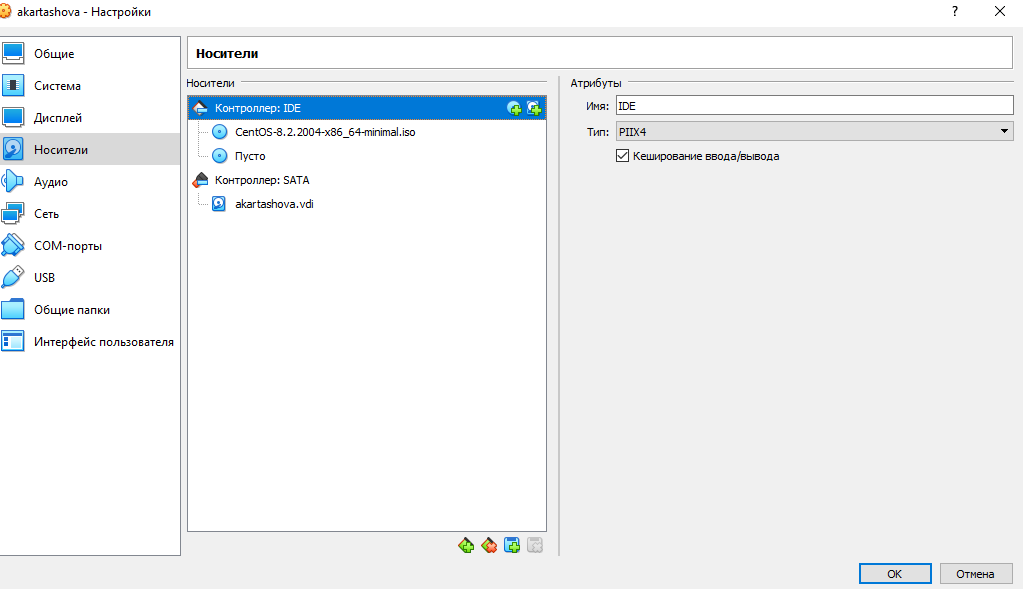 akartashova - Настройки
?
Общие
Система
Дисплей
Носители
Аудио
Сеть
COM-порты
USB
Общие папки
Интерфейс пользователя
Носители
Носители
Контроллер: IDE
CentOS-8.2.2004-x86_64-minimal.iso
Пусто
Контроллер: SATA
akartashova.vdi
Атрибуты
Имя: IDE
Тип: PIIX4
Кеширование ввода/вывода
OK Отмена